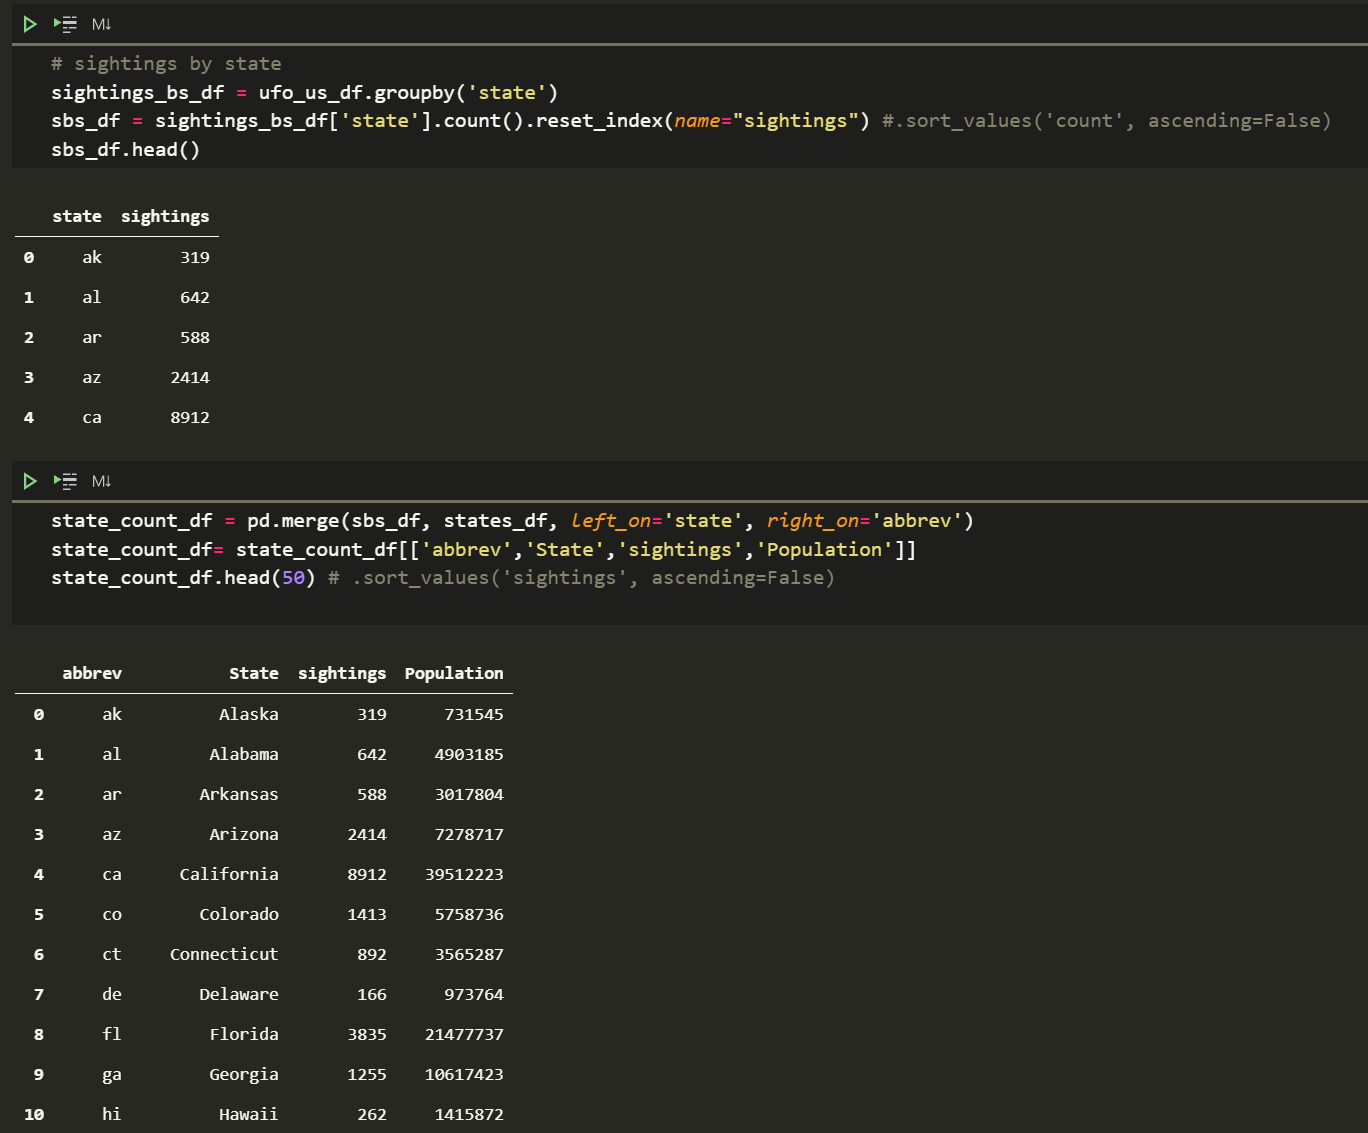 M↓
# sightings by state
sightings_bs_df = ufo_us_df.groupby('state')
sbs_df = sightings_bs_df['state'].count().reset_index(name="sightings") #.sort_values('count', ascending=False)
sbs_df.head()
state sightings
0 ak 319
1 al 642
2 ar 588
3 az 2414
4 ca 8912
M↓
state_count_df = pd.merge(sbs_df, states_df, left_on='state', right_on='abbrev')
state_count_df= state_count_df[['abbrev','State','sightings','Population']]
state_count_df.head(50) # .sort_values('sightings', ascending=False)
abbrev State sightings Population
0 ak Alaska 319 731545
1 al Alabama 642 4903185
2 ar Arkansas 588 3017804
3 az Arizona 2414 7278717
4 ca California 8912 39512223
5 co Colorado 1413 5758736
6 ct Connecticut 892 3565287
7 de Delaware 166 973764
8 fl Florida 3835 21477737
9 ga Georgia 1255 10617423
10 hi Hawaii 262 1415872